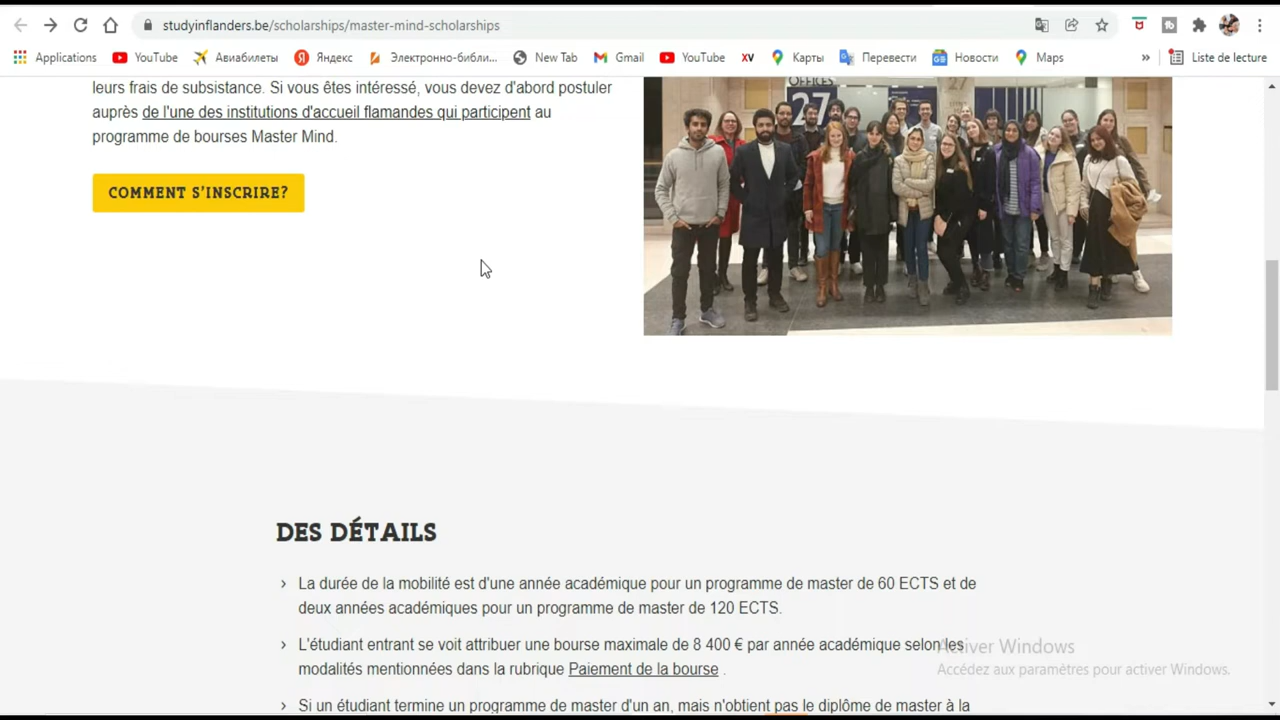 studyinflanders.be/scholarships/master-mind-scholarships
Applications YouTube Авиабилеты Яндекс Электронно-библи... New Tab Gmail YouTube XV Карты Перевести Новости Maps » Liste de lecture
leurs frais de subsistance. Si vous êtes intéressé, vous devez d'abord postuler
auprès de l'une des institutions d'accueil flamandes qui participent au
programme de bourses Master Mind.
COMMENT S'INSCRIRE?
OFFICES
27
27
DES DÉTAILS
› La durée de la mobilité est d'une année académique pour un programme de master de 60 ECTS et de
deux années académiques pour un programme de master de 120 ECTS.
› L'étudiant entrant se voit attribuer une bourse maximale de 8 400 € par année académique selon les
modalités mentionnées dans la rubrique Paiement de la bourse .
› Si un étudiant termine un programme de master d'un an, mais n'obtient pas le diplôme de master à la
Activer Windows
Accédez aux paramètres pour activer Windows.